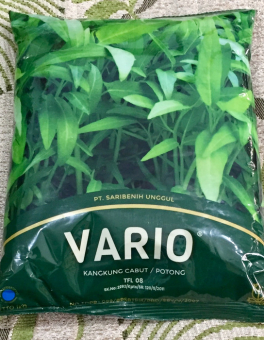 PT. SARIBENIH UNGGUL
VARIO
KANGKUNG CABUT / POTONG
TFL 08